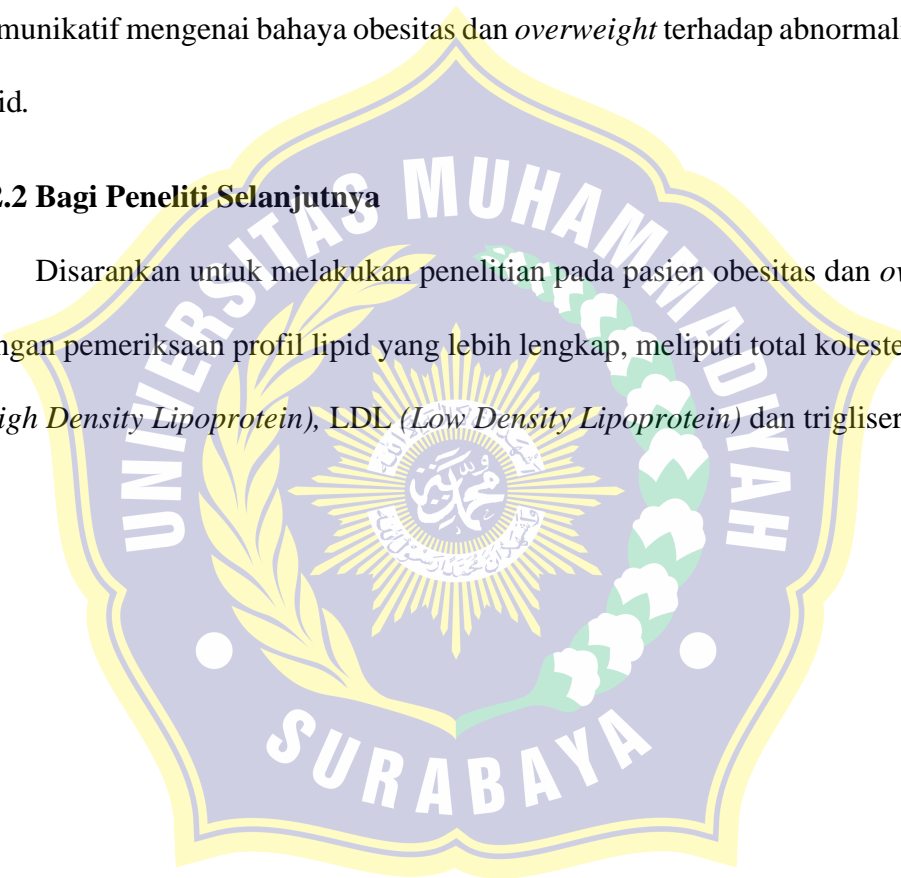 munikatif mengenai bahaya obesitas dan overweight terhadap abnormali
id.
2.2 Bagi Peneliti Selanjutnya
Disarankan untuk melakukan penelitian pada pasien obesitas dan ov
ngan pemeriksaan profil lipid yang lebih lengkap, meliputi total koleste
igh Density Lipoprotein), LDL (Low Density Lipoprotein) dan trigliser
UNIVERSITAS MUHAMMADIYAH
SURABAYA